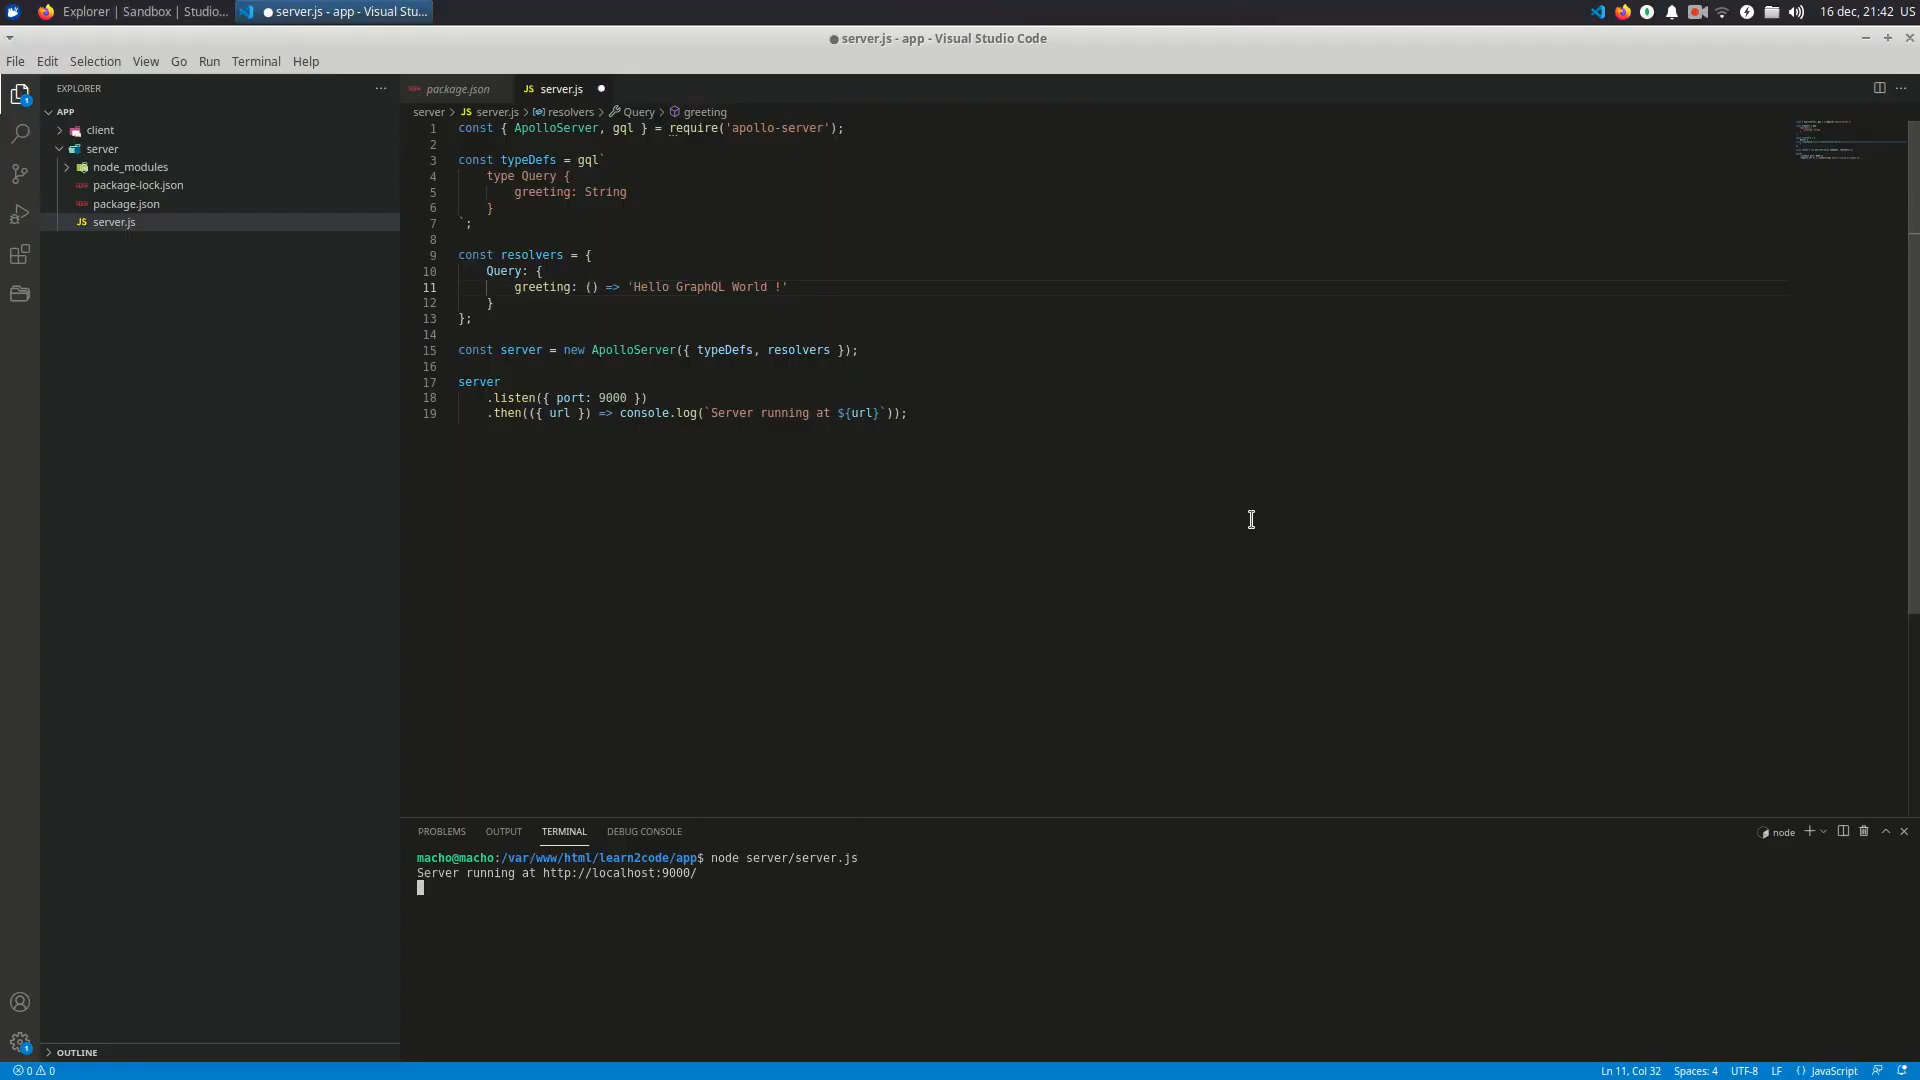 Explorer | Sandbox | Studio...
● server.js - app - Visual Stu...
16 dec, 21:42 US
● server.js - app - Visual Studio Code
File Edit Selection View Go Run Terminal Help
EXPLORER
package.json
JS server.js
APP
server > JS server.js > resolvers > Query > greeting
client
server
node_modules
package-lock.json
package.json
JS server.js
1 const { ApolloServer, gql } = require('apollo-server');
2
3 const typeDefs = gql`
4 type Query {
5 greeting: String
6 }
7 `;
8
9 const resolvers = {
10 Query: {
11 greeting: () => 'Hello GraphQL World !'
12 }
13 };
14
15 const server = new ApolloServer({ typeDefs, resolvers });
16
17 server
18 .listen({ port: 9000 })
19 .then(({ url }) => console.log(`Server running at ${url}`));
PROBLEMS OUTPUT TERMINAL DEBUG CONSOLE
node
macho@macho:/var/www/html/learn2code/app$ node server/server.js
Server running at http://localhost:9000/
1
1
OUTLINE
0 0
Ln 11, Col 32 Spaces: 4 UTF-8 LF {} JavaScript